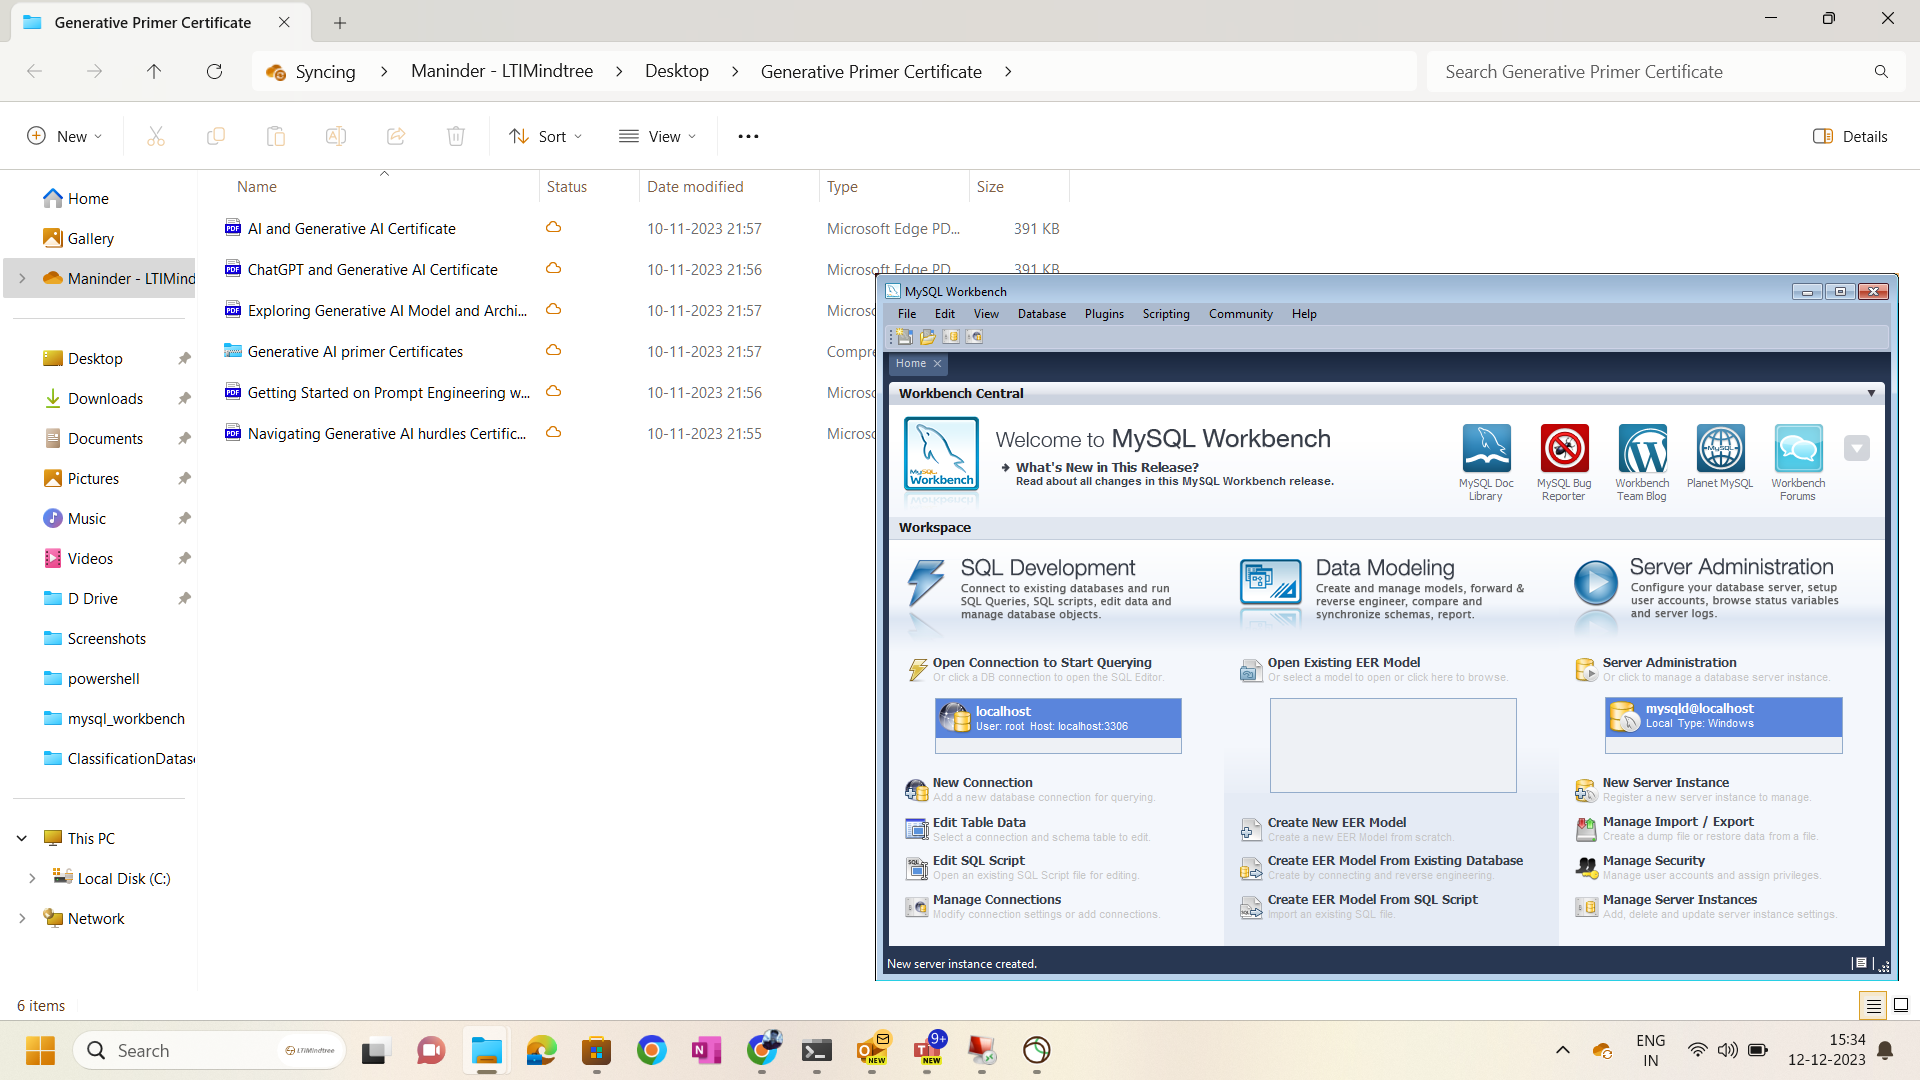 Generative Primer Certificate
Syncing > Maninder - LTIMindtree > Desktop > Generative Primer Certificate >
Search Generative Primer Certificate
New
Sort
View
Details
Name Status Date modified Type Size
AI and Generative AI Certificate 10-11-2023 21:57 Microsoft Edge PD... 391 KB
ChatGPT and Generative AI Certificate 10-11-2023 21:56 Microsoft Edge PD 391 KB
Exploring Generative AI Model and Archi... 10-11-2023 21:57 Microsc
Generative AI primer Certificates 10-11-2023 21:57 Compre
Getting Started on Prompt Engineering w... 10-11-2023 21:56 Microsc
Navigating Generative AI hurdles Certific... 10-11-2023 21:55 Microsc
Home
Gallery
Maninder - LTIMind
Desktop
Downloads
Documents
Pictures
Music
Videos
D Drive
Screenshots
powershell
mysql_workbench
ClassificationDatas
This PC
Local Disk (C:)
Network
6 items
MySQL Workbench
File Edit View Database Plugins Scripting Community Help
Home
Workbench Central
MySQL
Workbench
Welcome to MySQL Workbench
What's New in This Release?
Read about all changes in this MySQL Workbench release.
MySQL Doc
Library
MySQL Bug
Reporter
Workbench
Team Blog
Planet MySQL
Workbench
Forums
Workspace
SQL Development
Connect to existing databases and run
SQL Queries, SQL scripts, edit data and
manage database objects.
Open Connection to Start Querying
Or click a DB connection to open the SQL Editor.
localhost
User: root Host: localhost:3306
New Connection
Add a new database connection for querying.
Edit Table Data
Select a connection and schema table to edit.
Edit SQL Script
Open an existing SQL Script file for editing.
Manage Connections
Modify connection settings or add connections.
Data Modeling
Create and manage models, forward &
reverse engineer, compare and
synchronize schemas, report.
Open Existing EER Model
Or select a model to open or click here to browse.
Create New EER Model
Create a new EER Model from scratch.
Create EER Model From Existing Database
Create by connecting and reverse engineering.
Create EER Model From SQL Script
Import an existing SQL file.
Server Administration
Configure your database server, setup
user accounts, browse status variables
and server logs.
Server Administration
Or click to manage a database server instance.
mysqld@localhost
Local Type: Windows
New Server Instance
Register a new server instance to manage.
Manage Import / Export
Create a dump file or restore data from a file.
Manage Security
Manage user accounts and assign privileges.
Manage Server Instances
Add, delete and update server instance settings.
New server instance created.
Search
LTIMindtree
NEW
9+
NEW
ENG
IN
15:34
12-12-2023